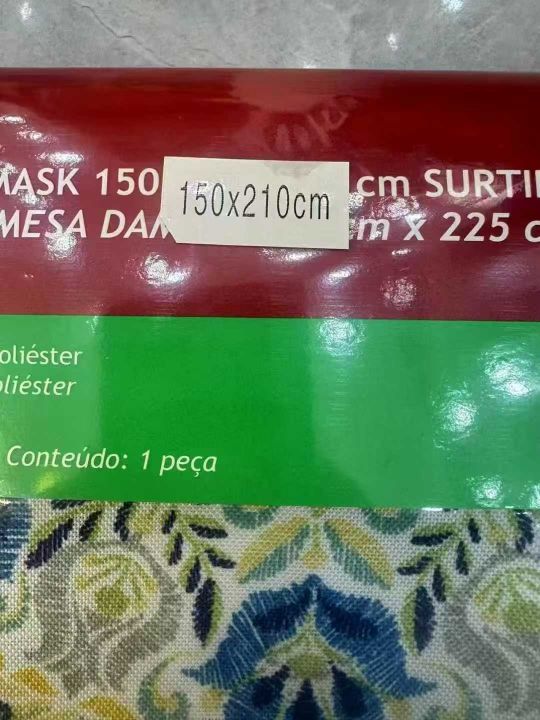 MASK 150 cm SURTI
150x210cm
MESA DAM m x 225 c
oliéster
oliéster
Conteúdo: 1 peça